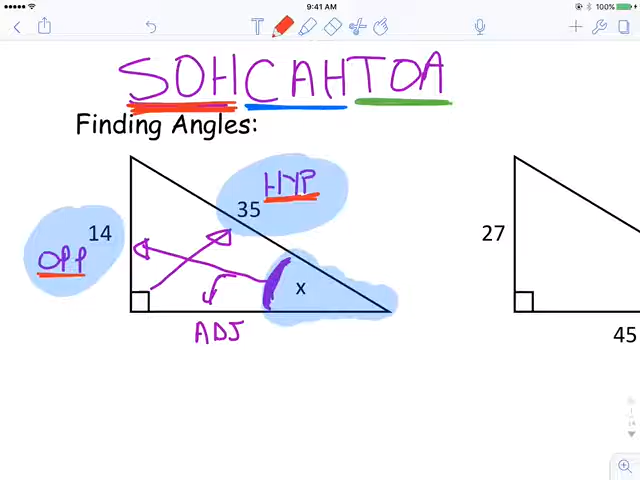 9:41 AM
100%
SOHCAHTOA
Finding Angles:
HYP
35
14
OPP
x
ADJ
27
45